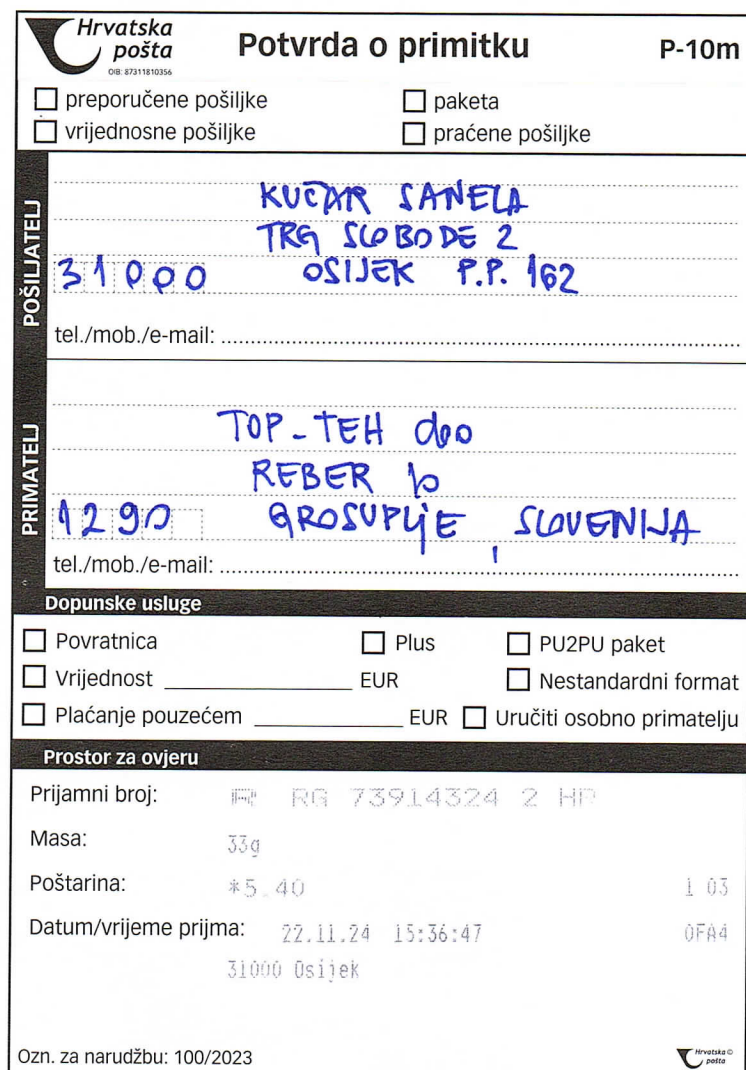 Hrvatska pošta
OIB: 87311810356
Potvrda o primitku
P-10m
preporučene pošiljke
paketa
vrijednosne pošiljke
praćene pošiljke
POŠILJATELJ
KUČAR SANELA
TRG SLOBODE 2
31000 OSIJEK P.P. 162
tel./mob./e-mail:
PRIMATELJ
TOP-TEH doo
REBER
1290 GROSUPLJE, SLOVENIJA
tel./mob./e-mail:
Dopunske usluge
Povratnica
Plus
PU2PU paket
Vrijednost EUR
Nestandardni format
Plaćanje pouzećem EUR
Uručiti osobno primatelju
Prostor za ovjeru
Prijamni broj: R RG 73914324 2 HR
Masa: 33g
Poštarina: *5.40 1 03
Datum/vrijeme prijma: 22.11.24 15:36:47 0FA4
31000 Osijek
Ozn. za narudžbu: 100/2023
Hrvatska pošta